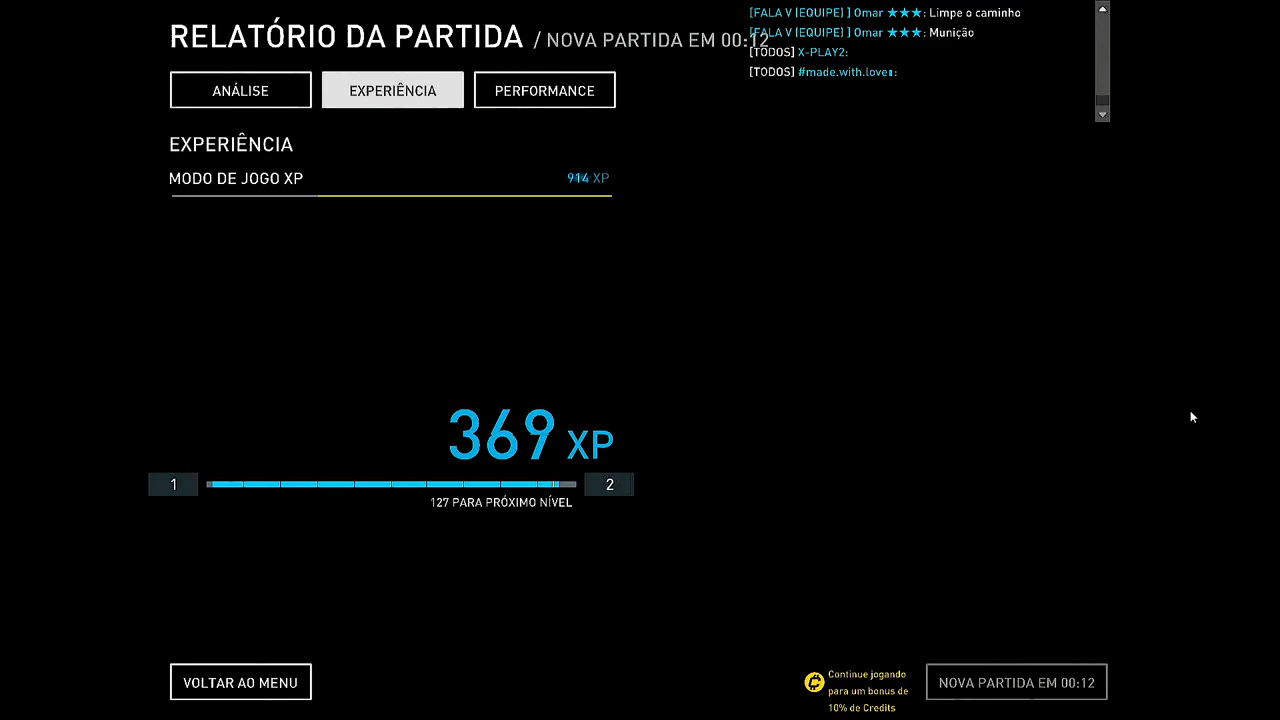 RELATÓRIO DA PARTIDA / NOVA PARTIDA EM 00:12
ANÁLISE
EXPERIÊNCIA
PERFORMANCE
EXPERIÊNCIA
MODO DE JOGO XP
914 XP
369 XP
1
2
127 PARA PRÓXIMO NÍVEL
[FALA V [EQUIPE] ] Omar ★★★: Limpe o caminho
[FALA V [EQUIPE] ] Omar ★★★: Munição
[TODOS] X-PLAY2:
[TODOS] #made.with.love▮:
VOLTAR AO MENU
Continue jogando
para um bonus de
10% de Credits
NOVA PARTIDA EM 00:12